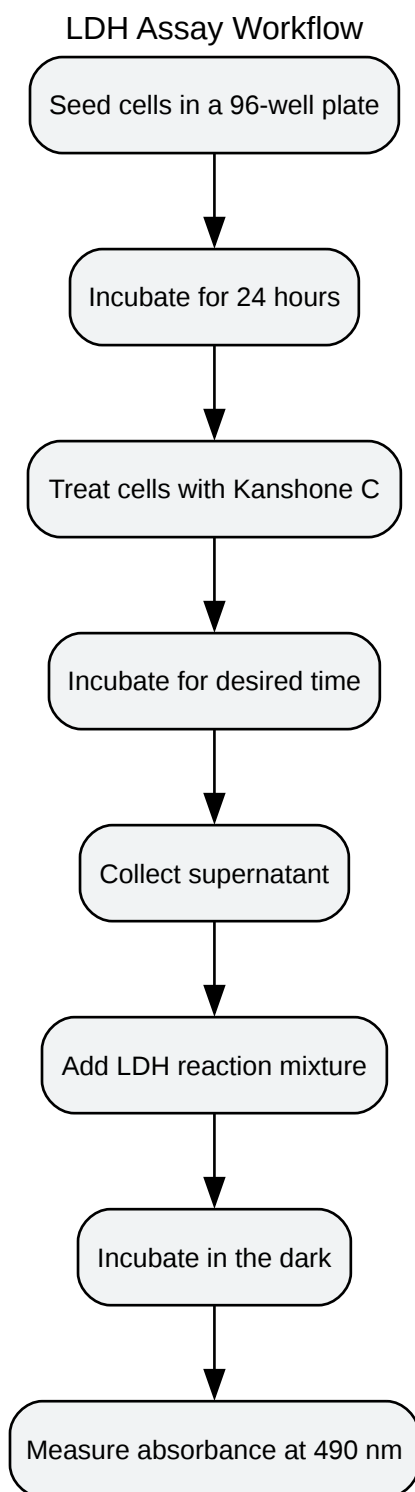 LDH Assay Workflow
Seed cells in a 96-well plate
Incubate for 24 hours
Treat cells with Kanshone C
Incubate for desired time
Collect supernatant
Add LDH reaction mixture
Incubate in the dark
Measure absorbance at 490 nm